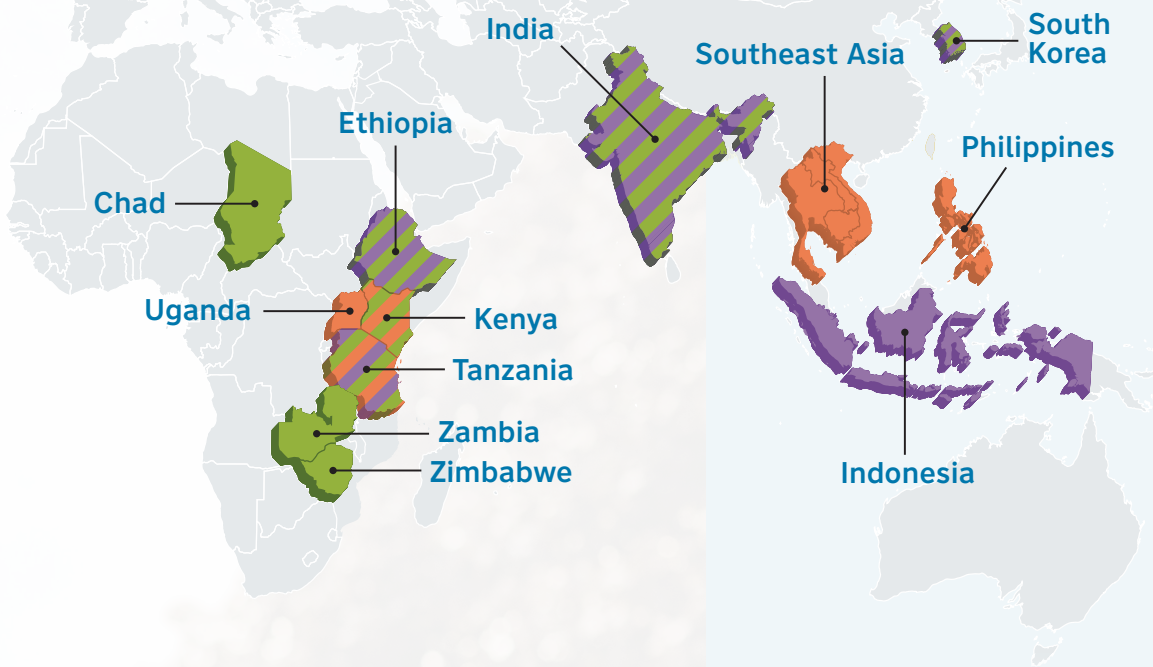 India
South
Korea
Southeast Asia
Ethiopia
Philippines
Chad
Uganda
Kenya
Tanzania
Zambia
Zimbabwe
Indonesia